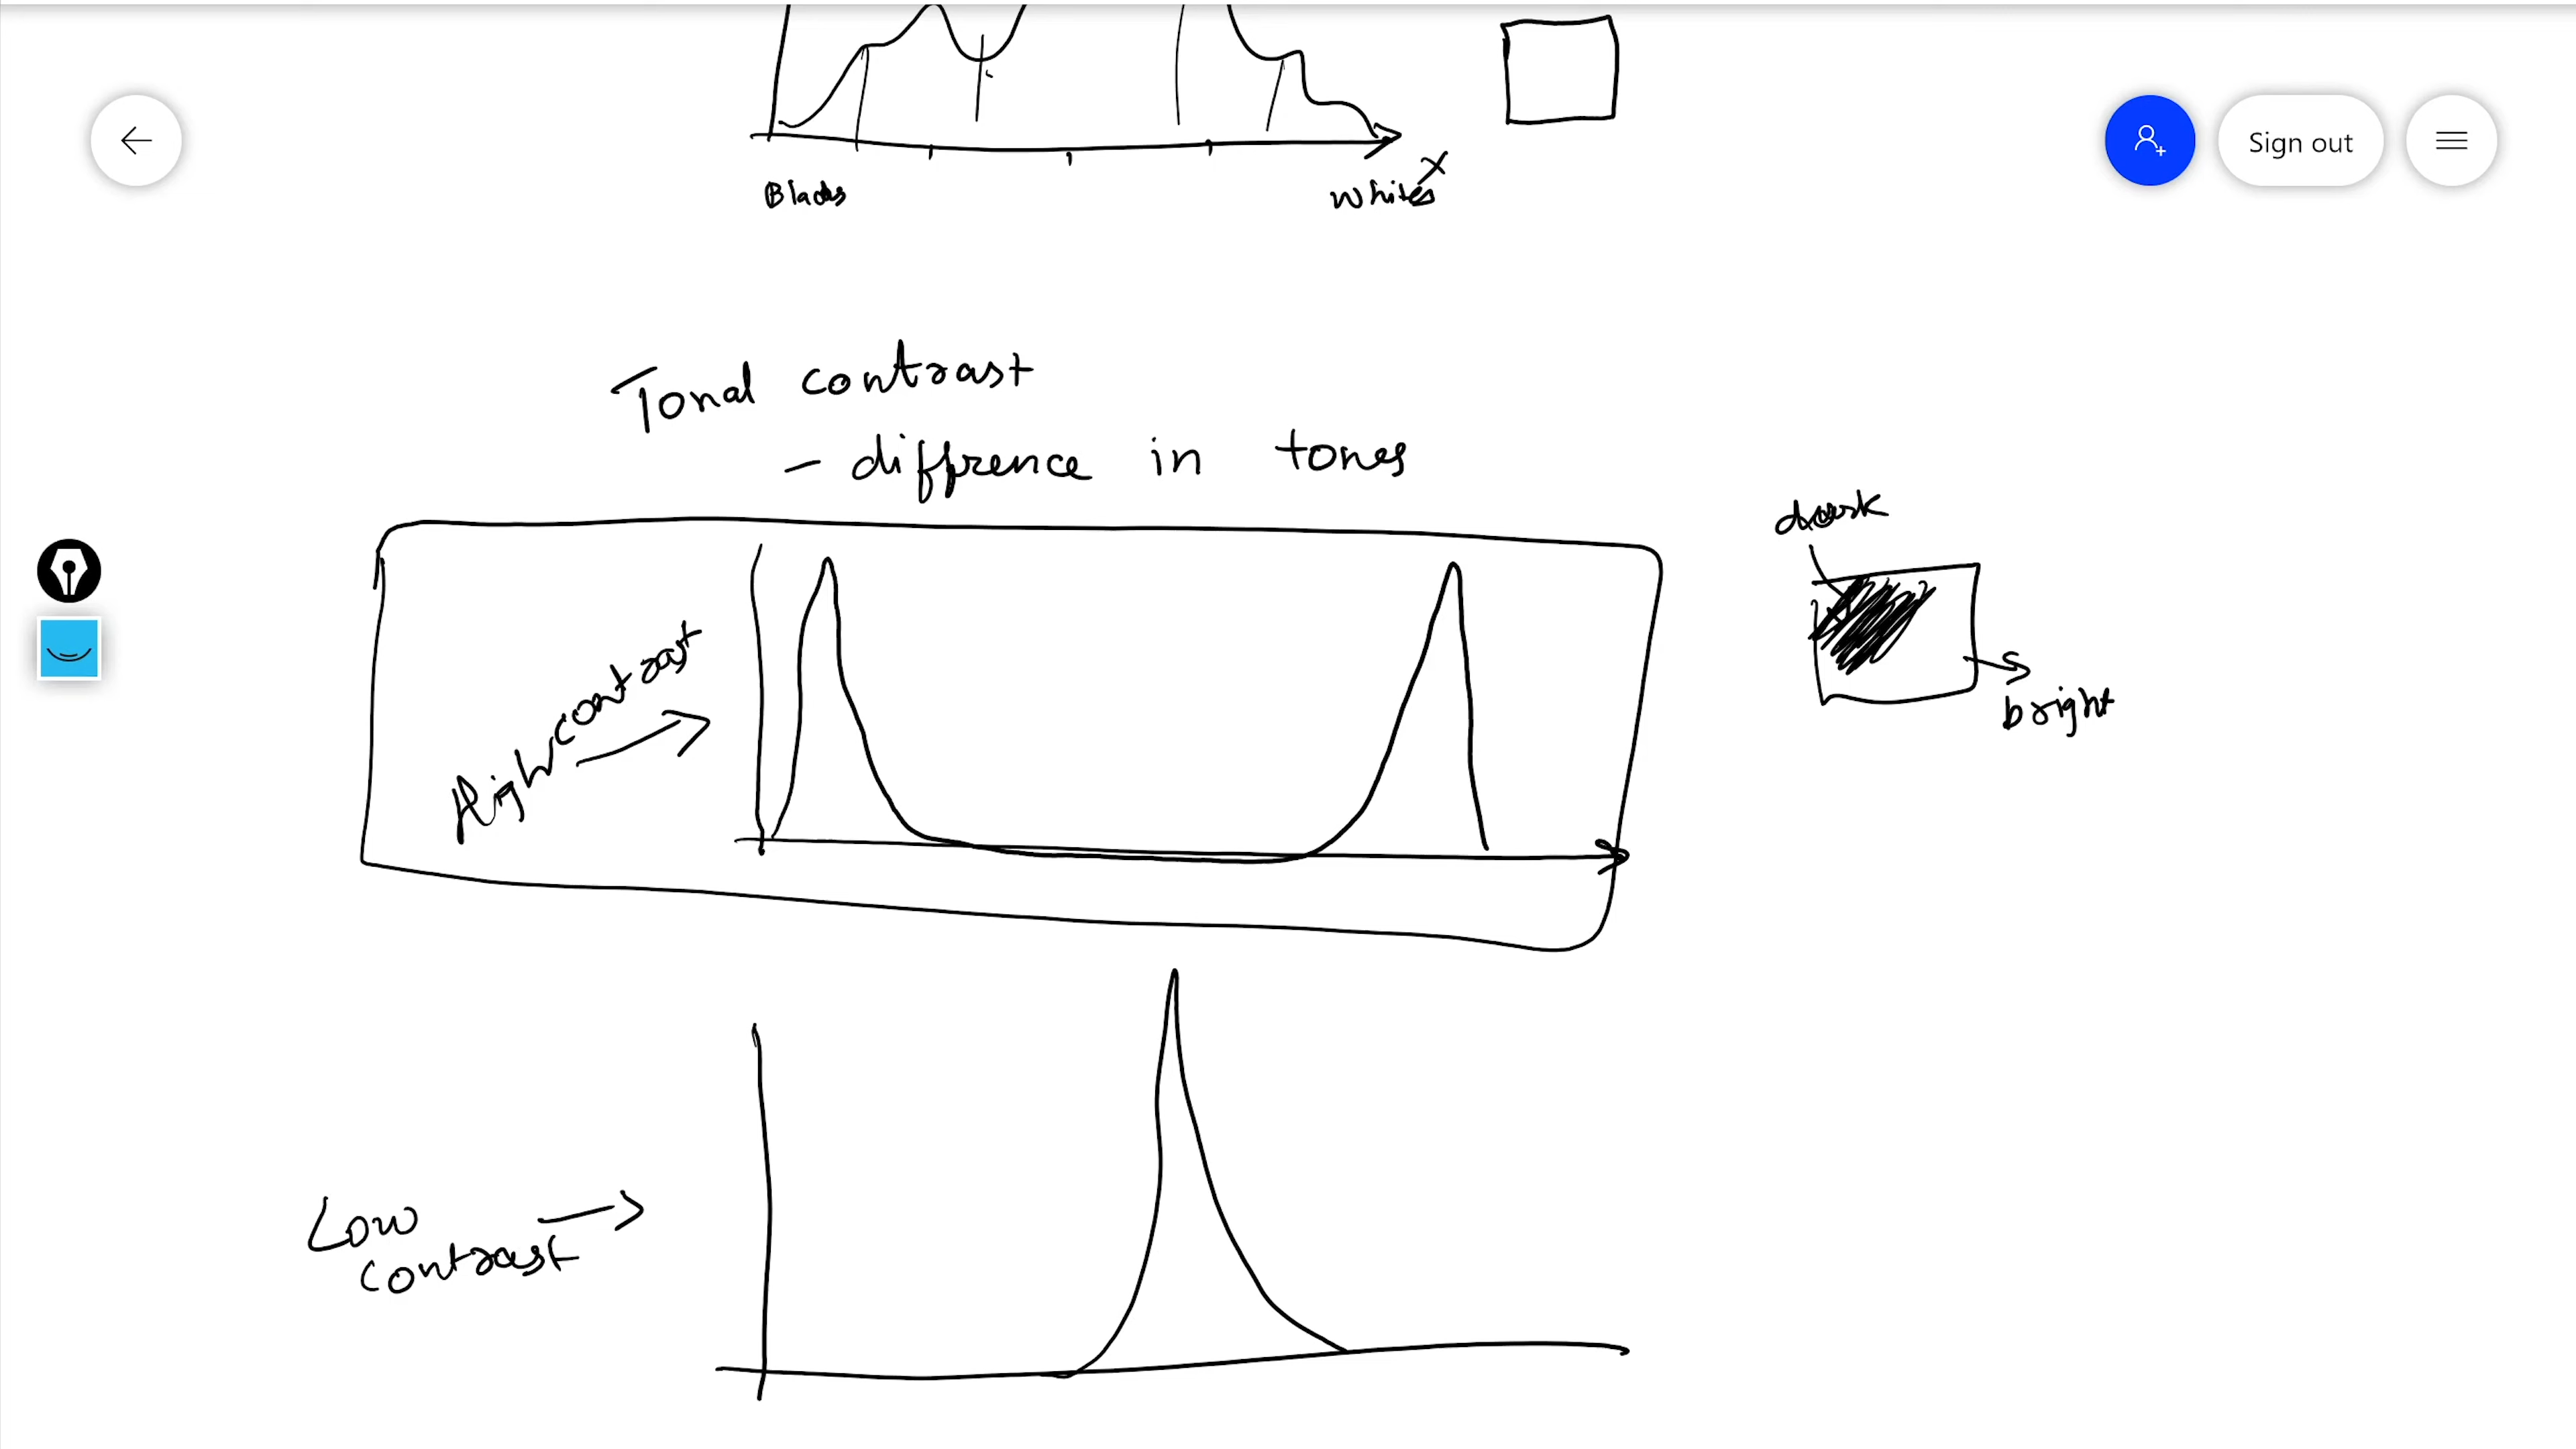 Blacks
x
Whites
Sign out
Tonal contrast
- diffrence in tones
dark
bright
High contrast
Low
contrast